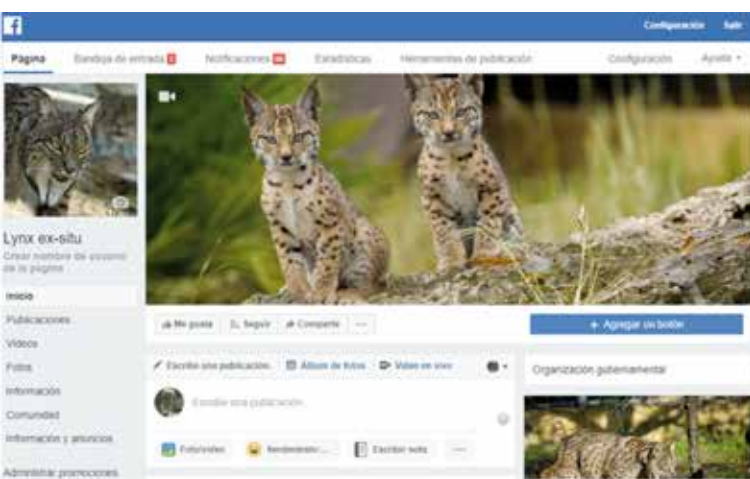 f
Configuración Salir
Página Bandeja de entrada Notificaciones Estadísticas Herramientas de publicación Configuración Ayuda
Lynx ex-situ
Crear nombre de usuario
de la página
Inicio
Publicaciones
Videos
Fotos
Información
Comunidad
Información y anuncios
Administrar promociones
Me gusta Seguir Compartir ...
+ Agregar un botón
Escribir una publicación Álbum de fotos Video en vivo
Escribe una publicación...
Foto/video Escribir nota ...
Organización gubernamental